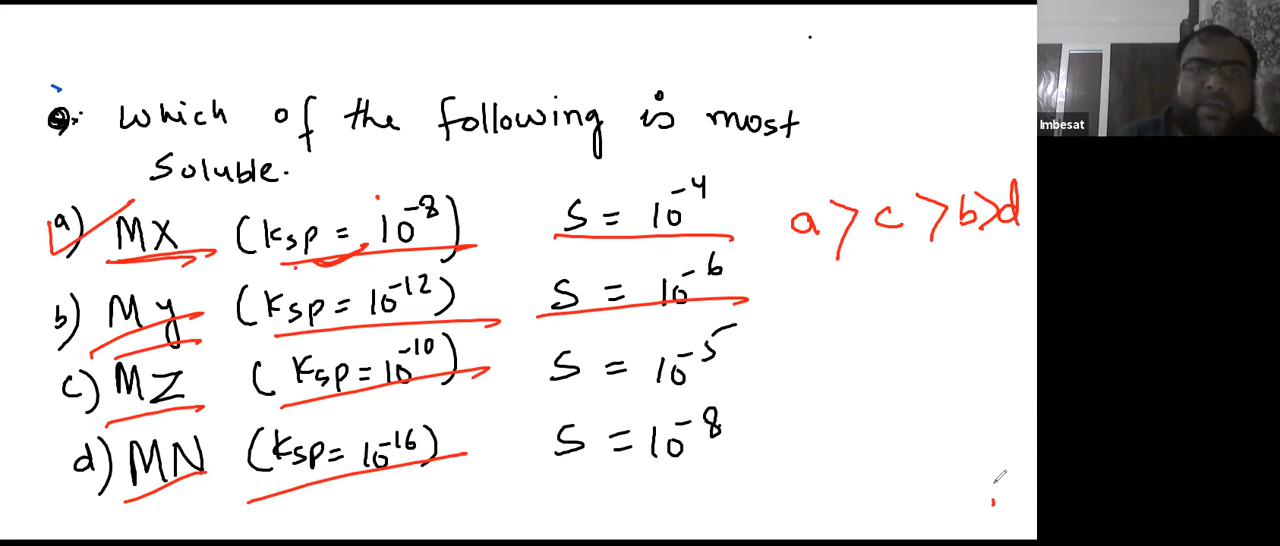 Q:- Which of the following is most
Soluble.
a) MX (Ksp = 10⁻⁸) S = 10⁻⁴ a > c > b > d
b) My (Ksp = 10⁻¹²) S = 10⁻⁶
c) MZ (Ksp = 10⁻¹⁰) S = 10⁻⁵
d) MN (Ksp = 10⁻¹⁶) S = 10⁻⁸
Imbesat